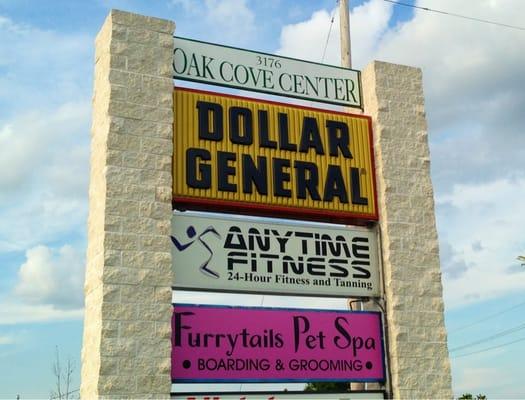 3176
OAK COVE CENTER
DOLLAR
GENERAL
ANYTIME
FITNESS
24-Hour Fitness and Tanning
Furrytails Pet Spa
• BOARDING & GROOMING •